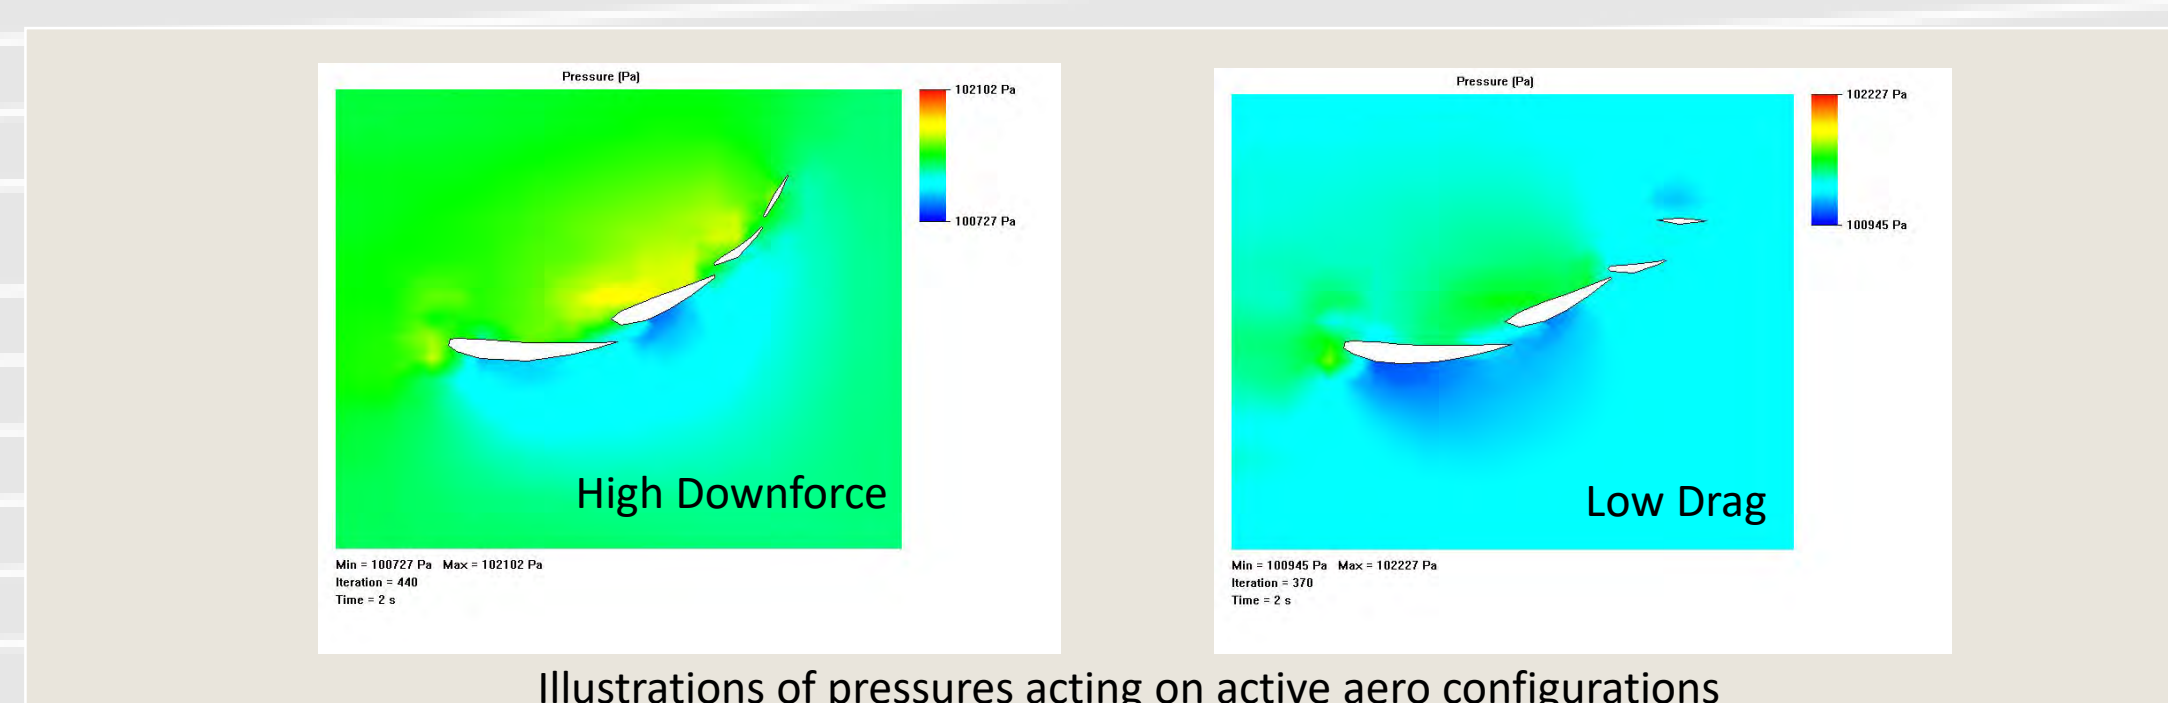 Pressure (Pa)
102102 Pa
100727 Pa
High Downforce
Min = 100727 Pa Max = 102102 Pa
Iteration = 440
Time = 2 s
Pressure (Pa)
102227 Pa
100945 Pa
Low Drag
Min = 100945 Pa Max = 102227 Pa
Iteration = 370
Time = 2 s
Illustrations of pressures acting on active aero configurations